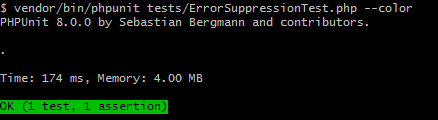 $ vendor/bin/phpunit tests/ErrorSuppressionTest.php --color
PHPUnit 8.0.0 by Sebastian Bergmann and contributors.
.
Time: 174 ms, Memory: 4.00 MB
OK (1 test, 1 assertion)